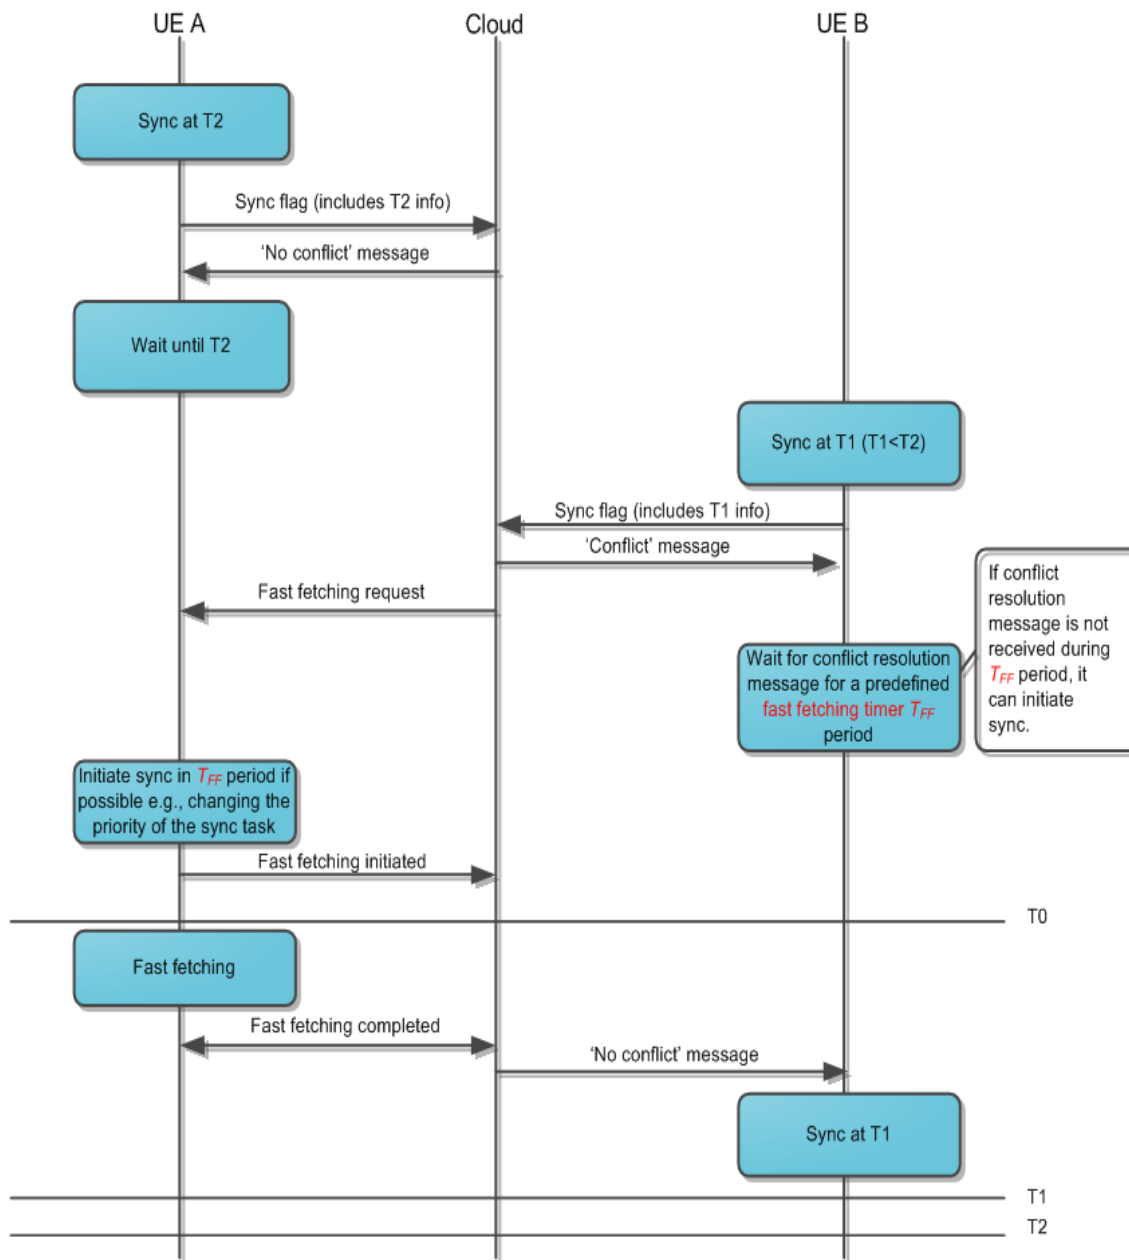 UE A
Cloud
UE B
Sync at T2
Sync flag (includes T2 info)
‘No conflict’ message
Wait until T2
Sync at T1 (T1<T2)
Sync flag (includes T1 info)
‘Conflict’ message
Fast fetching request
If conflict
resolution
message is not
received during
TFF period, it
can initiate
sync.
Wait for conflict resolution
message for a predefined
fast fetching timer TFF
period
Initiate sync in TFF period if
possible e.g., changing the
priority of the sync task
Fast fetching initiated
T0
Fast fetching
Fast fetching completed
‘No conflict’ message
Sync at T1
T1
T2